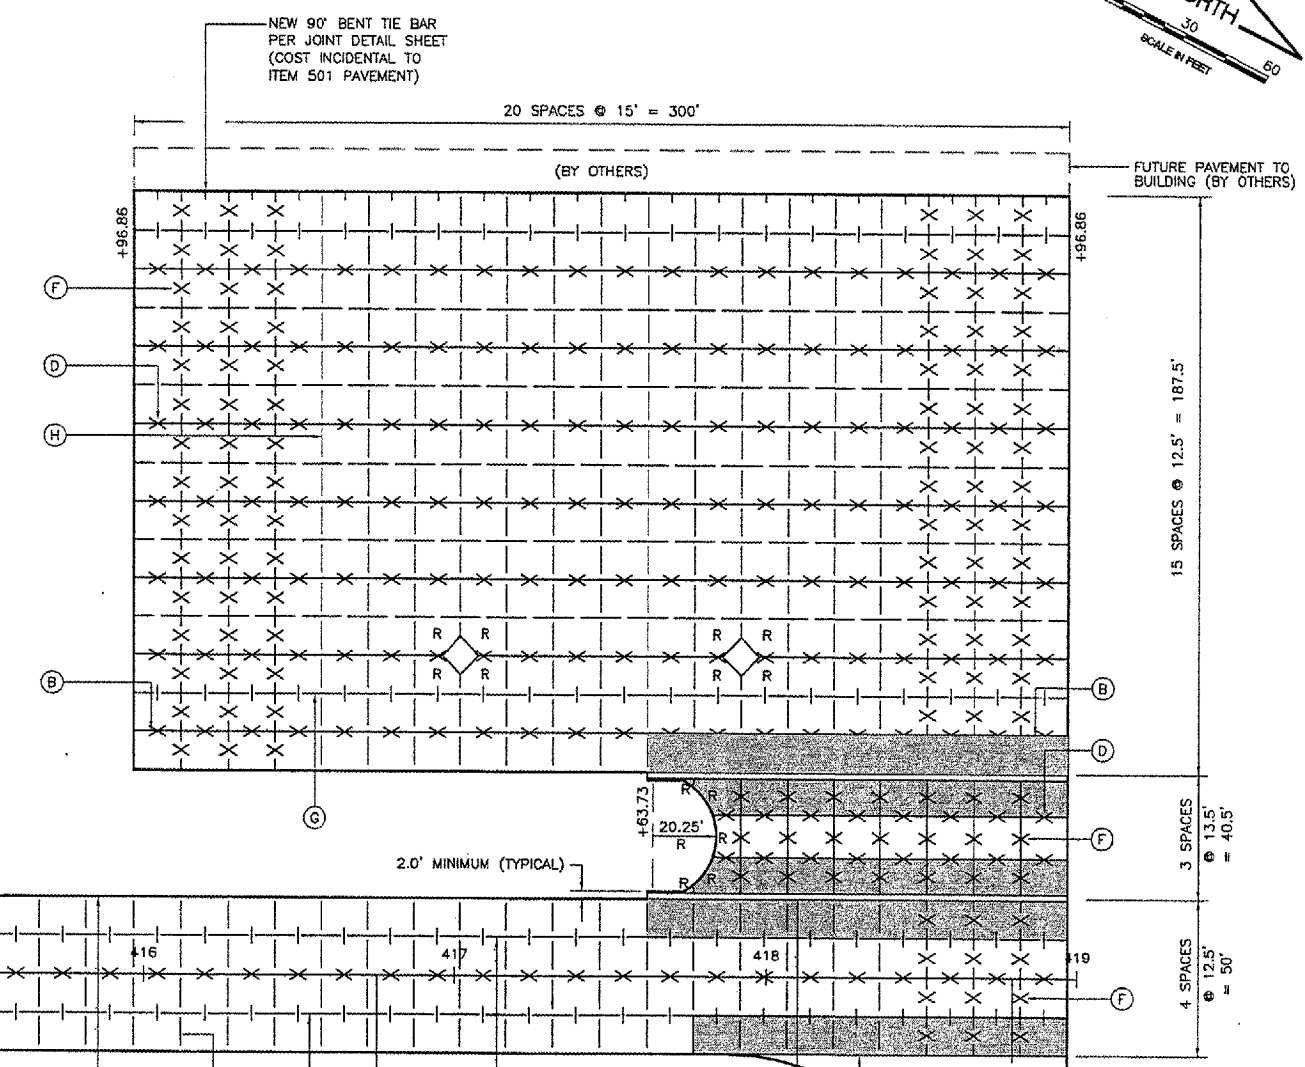 NEW 90' BENT TIE BAR
PER JOINT DETAIL SHEET
(COST INCIDENTAL TO
ITEM 501 PAVEMENT)
30
SCALE IN FEET
60
20 SPACES @ 15' = 300'
(BY OTHERS)
FUTURE PAVEMENT TO
BUILDING (BY OTHERS)
+96.86
+96.86
F
D
H
15 SPACES @ 12.5' = 187.5'
R R
R R
R R
R R
B
B
D
G
+63.73
R R
20.25'
R
R
R R
F
3 SPACES
@ 13.5'
= 40.5'
2.0' MINIMUM (TYPICAL)
416
417
418
419
4 SPACES
@ 12.5'
= 50'
F